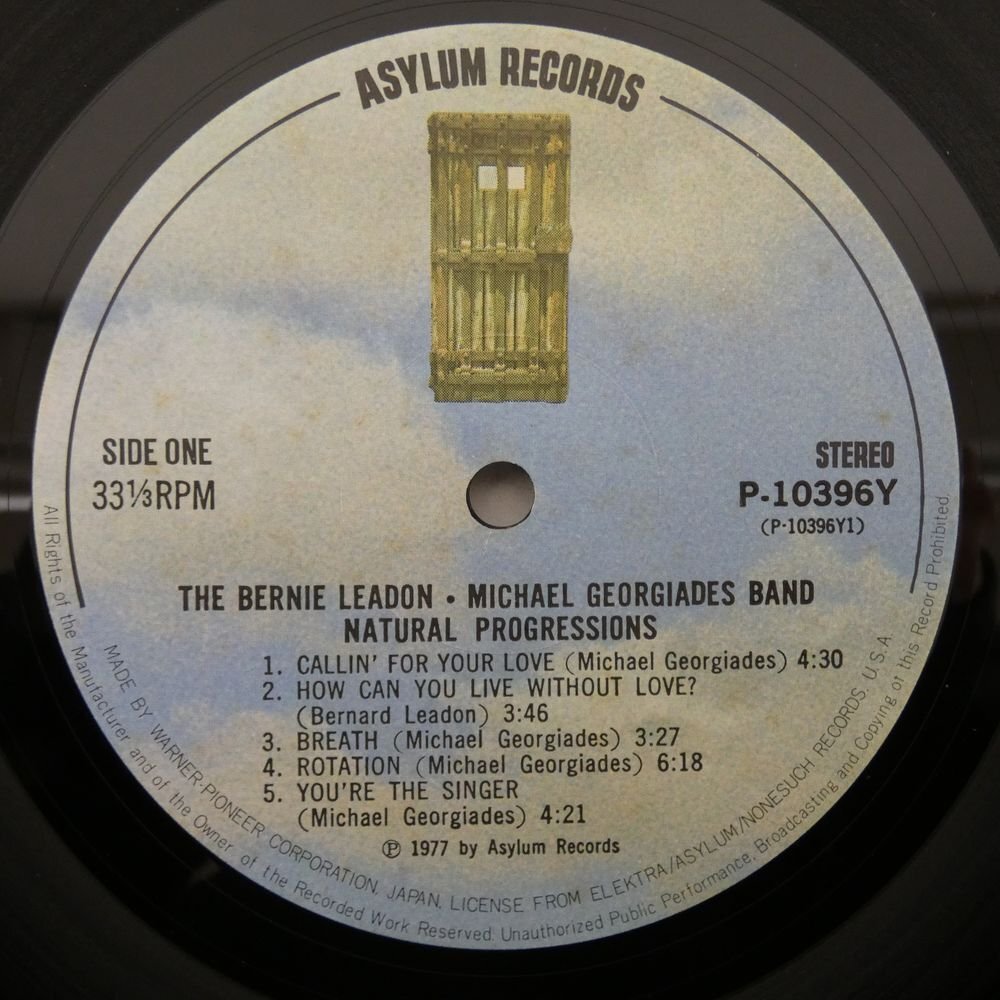 ASYLUM RECORDS
SIDE ONE
33⅓RPM
STEREO
P-10396Y
(P-10396Y1)
THE BERNIE LEADON • MICHAEL GEORGIADES BAND
NATURAL PROGRESSIONS
1. CALLIN' FOR YOUR LOVE (Michael Georgiades) 4:30
2. HOW CAN YOU LIVE WITHOUT LOVE?
(Bernard Leadon) 3:46
3. BREATH (Michael Georgiades) 3:27
4. ROTATION (Michael Georgiades) 6:18
5. YOU'RE THE SINGER
(Michael Georgiades) 4:21
℗ 1977 by Asylum Records
MADE BY WARNER-PIONEER CORPORATION, JAPAN. LICENSE FROM ELEKTRA/ASYLUM/NONESUCH RECORDS. U.S.A.
All Rights of the Manufacturer and of the Owner of the Recorded Work Reserved. Unauthorized Public Performance. Broadcasting and Copying of this Record Prohibited.